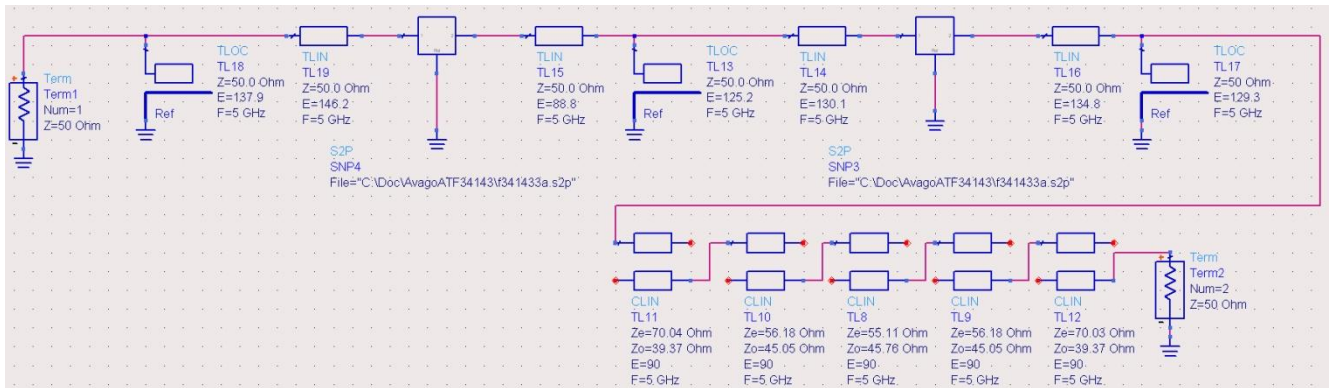 TLOC
TL18
Z=50.0 Ohm
E=137.9
F=5 GHz
Ref
Term
Term1
Num=1
Z=50 Ohm
TLIN
TL19
Z=50.0 Ohm
E=146.2
F=5 GHz
S2P
SNP4
File="C:\Doc\AvagoATF34143\f341433a.s2p"
TLIN
TL15
Z=50.0 Ohm
E=88.8
F=5 GHz
TLOC
TL13
Z=50.0 Ohm
E=125.2
F=5 GHz
Ref
TLIN
TL14
Z=50.0 Ohm
E=130.1
F=5 GHz
S2P
SNP3
File="C:\Doc\AvagoATF34143\f341433a.s2p"
TLIN
TL16
Z=50.0 Ohm
E=134.8
F=5 GHz
TLOC
TL17
Z=50 Ohm
E=129.3
F=5 GHz
Ref
CLIN
TL11
Ze=70.04 Ohm
Zo=39.37 Ohm
E=90
F=5 GHz
CLIN
TL10
Ze=56.18 Ohm
Zo=45.05 Ohm
E=90
F=5 GHz
CLIN
TL8
Ze=55.11 Ohm
Zo=45.76 Ohm
E=90
F=5 GHz
CLIN
TL9
Ze=56.18 Ohm
Zo=45.05 Ohm
E=90
F=5 GHz
CLIN
TL12
Ze=70.03 Ohm
Zo=39.37 Ohm
E=90
F=5 GHz
Term
Term2
Num=2
Z=50 Ohm